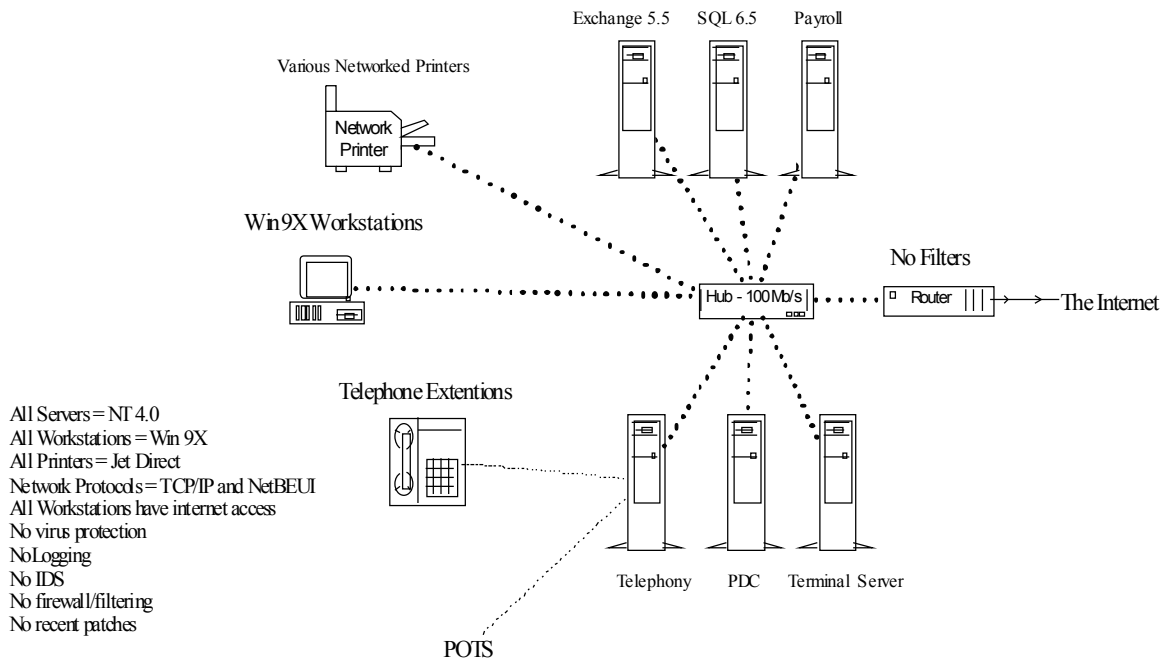 Exchange 5.5 SQL 6.5 Payroll
Various Networked Printers
Network
Printer
Win 9X Workstations
No Filters
Hub - 100Mb/s
Router
The Internet
Telephone Extentions
All Servers = NT 4.0
All Workstations = Win 9X
All Printers = Jet Direct
Network Protocols = TCP/IP and NetBEUI
All Workstations have internet access
No virus protection
No Logging
No IDS
No firewall/filtering
No recent patches
Telephony PDC Terminal Server
POTS